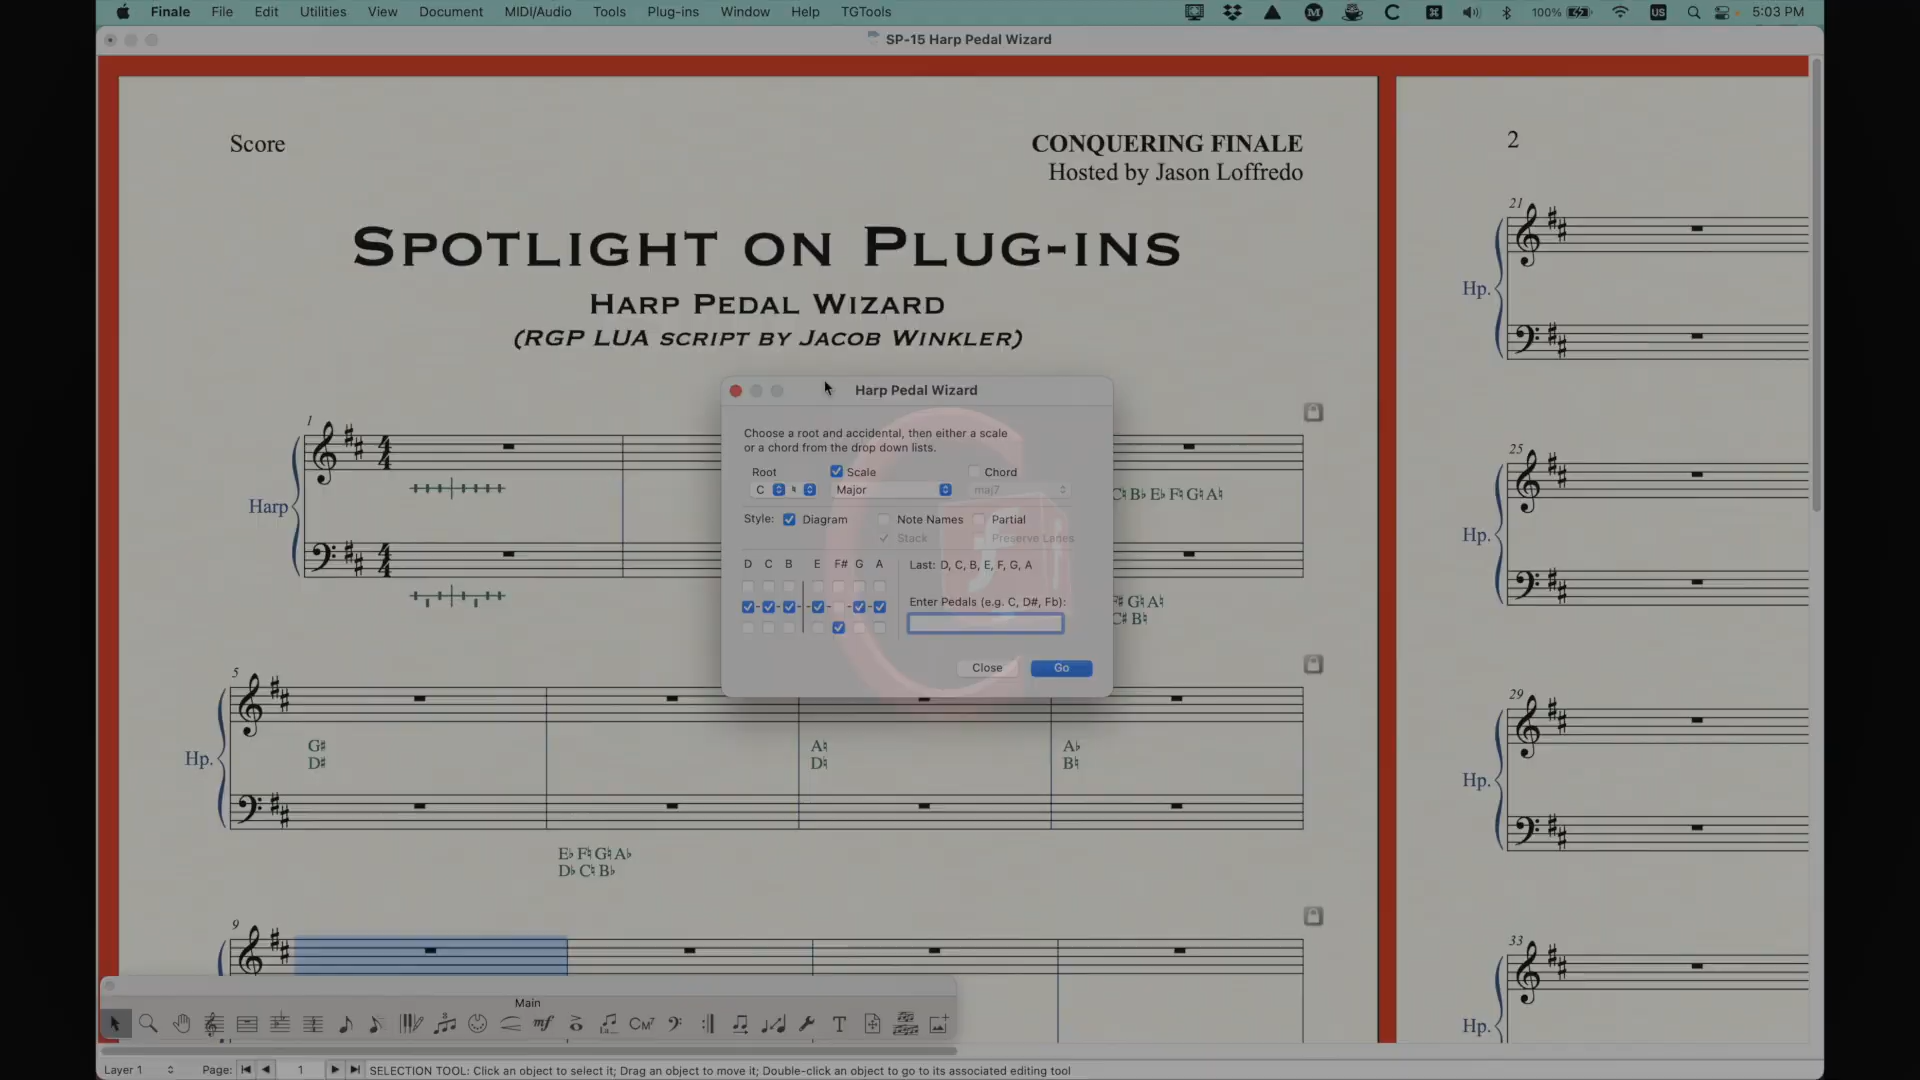 Finale File Edit Utilities View Document MIDI/Audio Tools Plug-ins Window Help TGTools 100% US 5:03 PM
SP-15 Harp Pedal Wizard
Score
CONQUERING FINALE
Hosted by Jason Loffredo
SPOTLIGHT ON PLUG-INS
HARP PEDAL WIZARD
(RGP LUA SCRIPT BY JACOB WINKLER)
1
Harp
C♮ B♭ E♭ F♮ G♮ A♮
F♯ G♮ A♮
C♯ B♮
Harp Pedal Wizard
Choose a root and accidental, then either a scale
or a chord from the drop down lists.
Root Scale Chord
C ♮ Major maj7
Style: Diagram Note Names Partial
Stack Preserve Lanes
D C B E F# G A
Last: D, C, B, E, F, G, A
Enter Pedals (e.g. C, D#, Fb):
Close Go
5
Hp.
G♯
D♯
A♮
D♮
A♭
B♮
E♭ F♮ G♮ A♭
D♭ C♮ B♭
9
2
21
Hp.
25
Hp.
29
Hp.
33
Hp.
Main
mf CM7 T
Layer 1 Page: 1 SELECTION TOOL: Click an object to select it; Drag an object to move it; Double-click an object to go to its associated editing tool